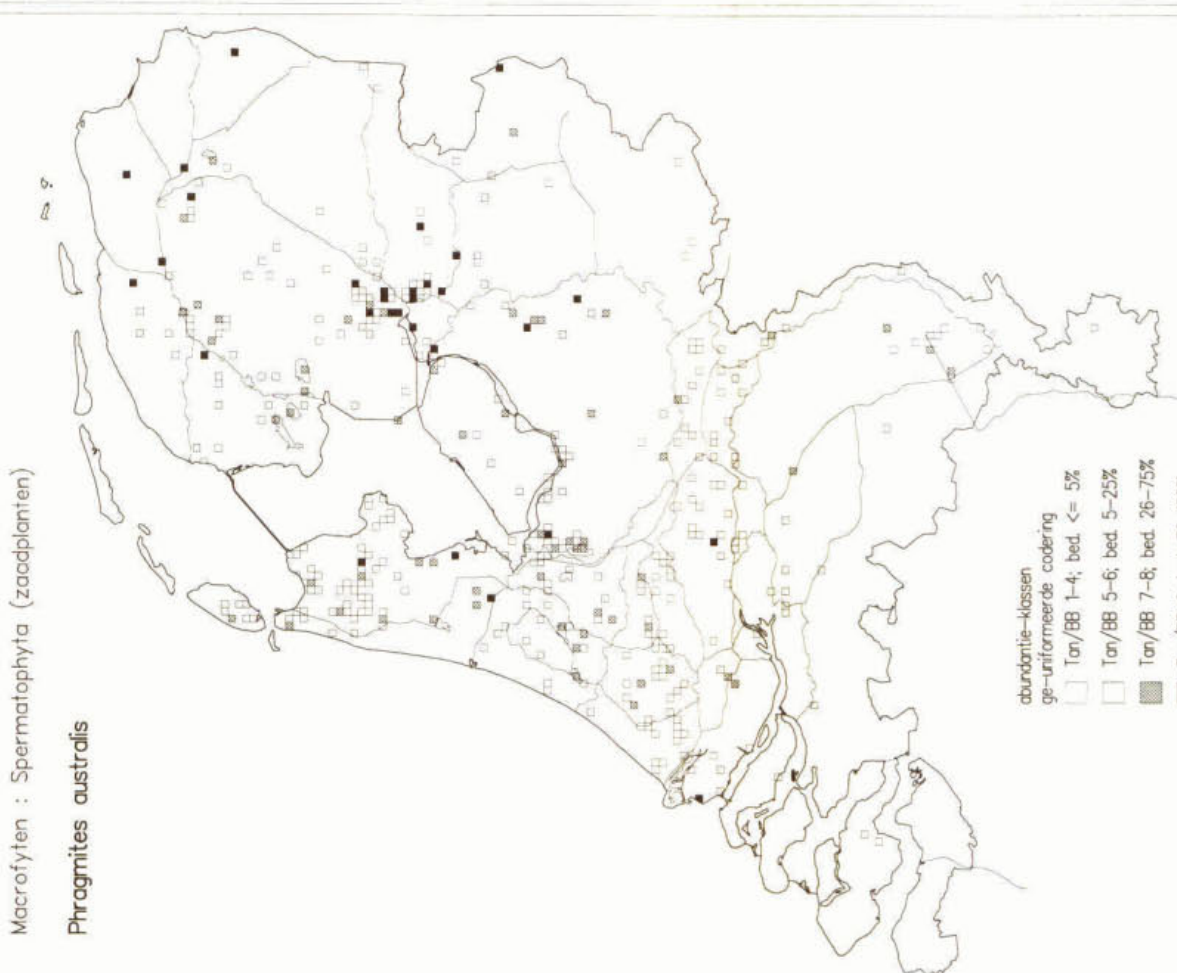 Macrofyten : Spermatophyta (zaadplanten)
Phragmites australis
abundantie-klassen
ge-uniformeerde codering
Tan/BB 1-4; bed. <= 5%
Tan/BB 5-6; bed. 5-25%
Tan/BB 7-8; bed. 26-75%